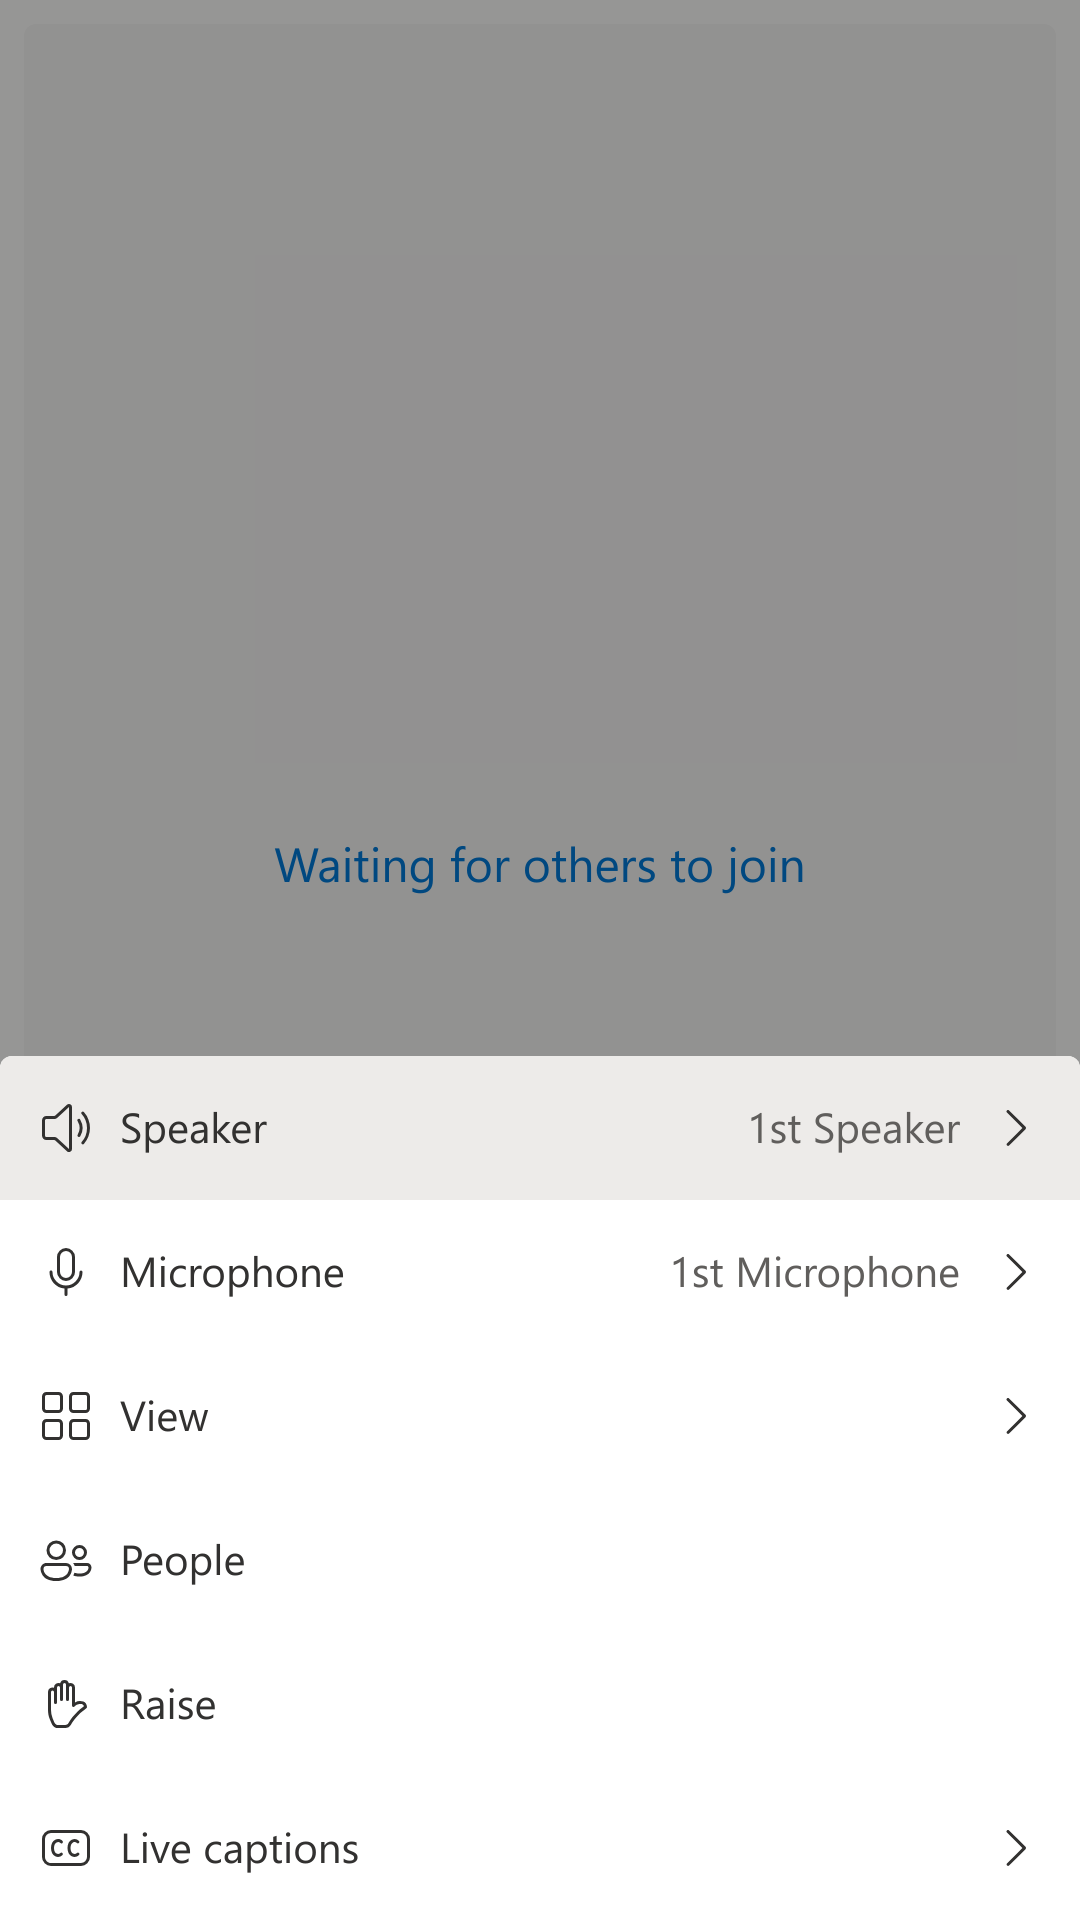 Waiting for others to join
Speaker 1st Speaker
Microphone 1st Microphone
View
People
Raise
CC Live captions